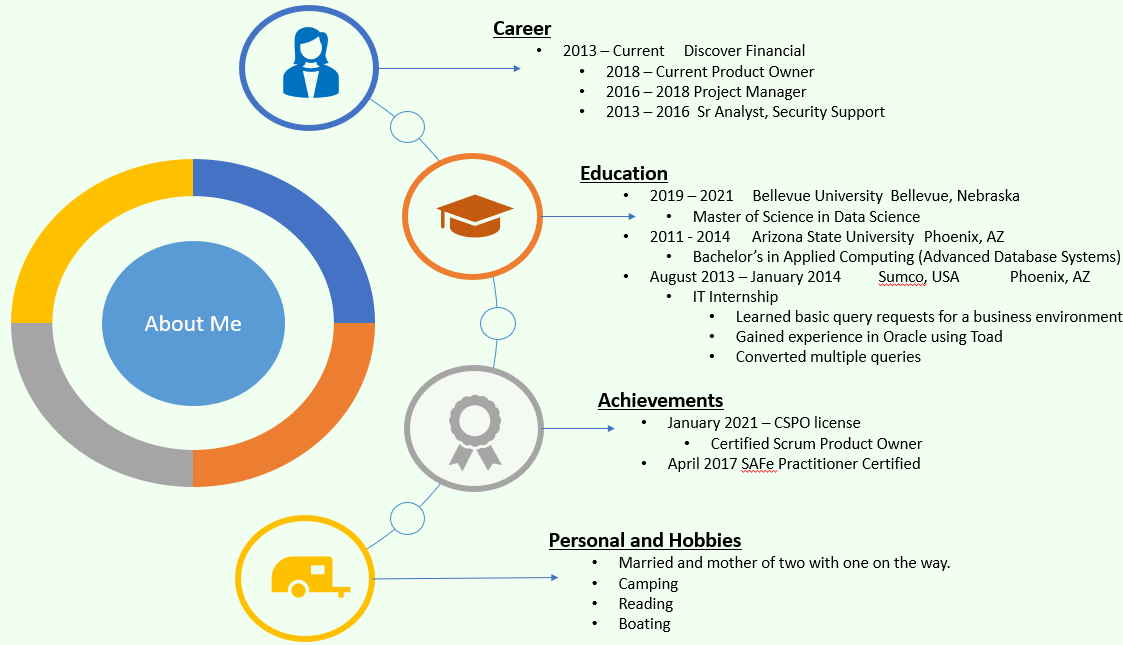 About Me
Career
• 2013 – Current Discover Financial
• 2018 – Current Product Owner
• 2016 – 2018 Project Manager
• 2013 – 2016 Sr Analyst, Security Support
Education
• 2019 – 2021 Bellevue University Bellevue, Nebraska
• Master of Science in Data Science
• 2011 - 2014 Arizona State University Phoenix, AZ
• Bachelor’s in Applied Computing (Advanced Database Systems)
• August 2013 – January 2014 Sumco, USA Phoenix, AZ
• IT Internship
• Learned basic query requests for a business environment
• Gained experience in Oracle using Toad
• Converted multiple queries
Achievements
• January 2021 – CSPO license
• Certified Scrum Product Owner
• April 2017 SAFe Practitioner Certified
Personal and Hobbies
• Married and mother of two with one on the way.
• Camping
• Reading
• Boating